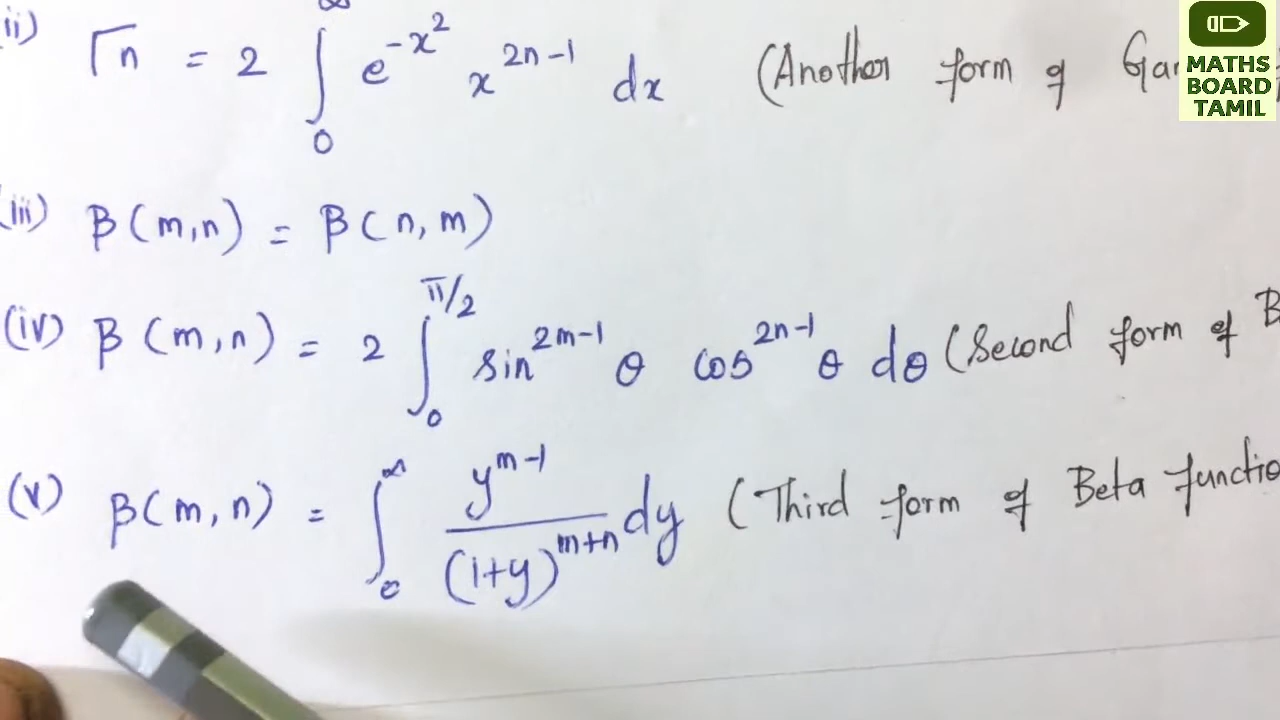 ii) Γn = 2 ∫₀^∞ e^(-x²) x^(2n-1) dx (Another form of
MATHS
BOARD
TAMIL
(iii) β(m,n) = β(n,m)
(iv) β(m,n) = 2 ∫₀^(π/2) sin^(2m-1) θ cos^(2n-1) θ dθ (Second form of B
(v) β(m,n) = ∫₀^∞ y^(m-1) / (1+y)^(m+n) dy (Third form of Beta functio